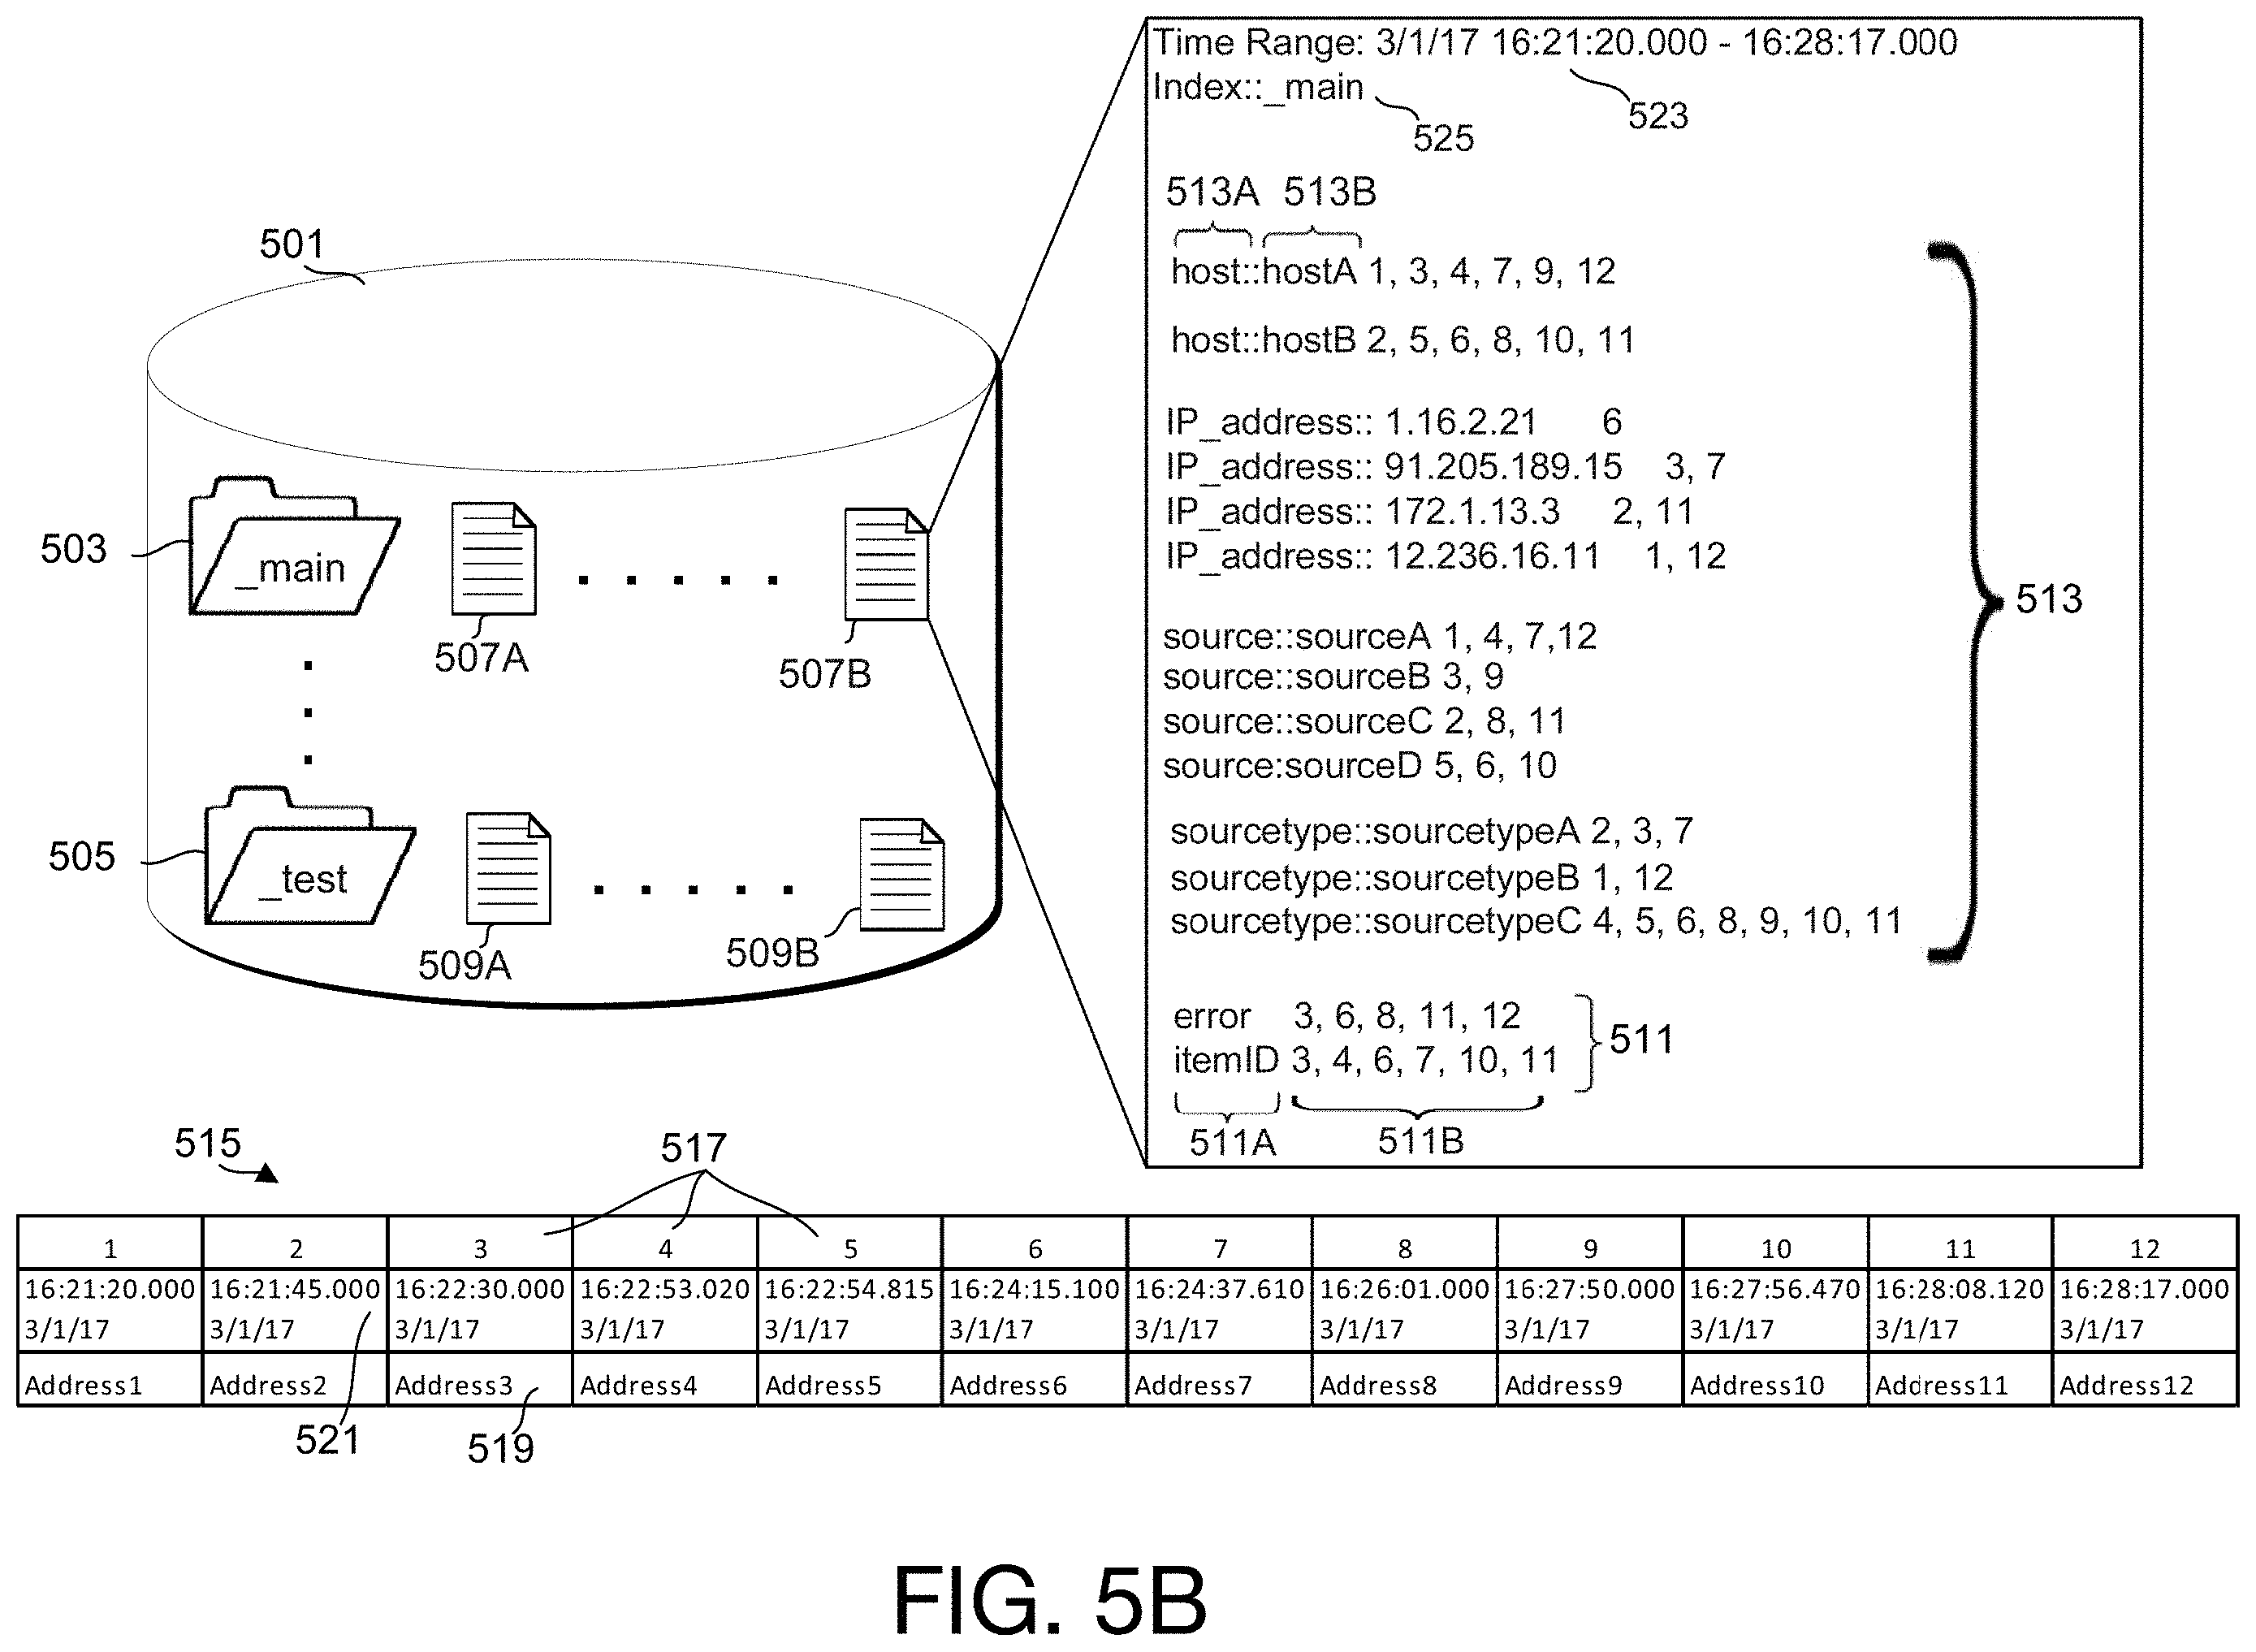 Time Range: 3/1/17 16:21:20.000 - 16:28:17.000
Index::_main
523
525
513A 513B
501
host::hostA 1, 3, 4, 7, 9, 12
host::hostB 2, 5, 6, 8, 10, 11
IP_address:: 1.16.2.21 6
IP_address:: 91.205.189.15 3, 7
IP_address:: 172.1.13.3 2, 11
IP_address:: 12.236.16.11 1, 12
513
503
_main
507A
507B
source::sourceA 1, 4, 7,12
source::sourceB 3, 9
source::sourceC 2, 8, 11
source:sourceD 5, 6, 10
sourcetype::sourcetypeA 2, 3, 7
sourcetype::sourcetypeB 1, 12
sourcetype::sourcetypeC 4, 5, 6, 8, 9, 10, 11
505
_test
509A
509B
error 3, 6, 8, 11, 12
itemID 3, 4, 6, 7, 10, 11
511
511A 511B
515
517
1 2 3 4 5 6 7 8 9 10 11 12
16:21:20.000 16:21:45.000 16:22:30.000 16:22:53.020 16:22:54.815 16:24:15.100 16:24:37.610 16:26:01.000 16:27:50.000 16:27:56.470 16:28:08.120 16:28:17.000
3/1/17 3/1/17 3/1/17 3/1/17 3/1/17 3/1/17 3/1/17 3/1/17 3/1/17 3/1/17 3/1/17 3/1/17
Address1 Address2 Address3 Address4 Address5 Address6 Address7 Address8 Address9 Address10 Address11 Address12
521
519
FIG. 5B